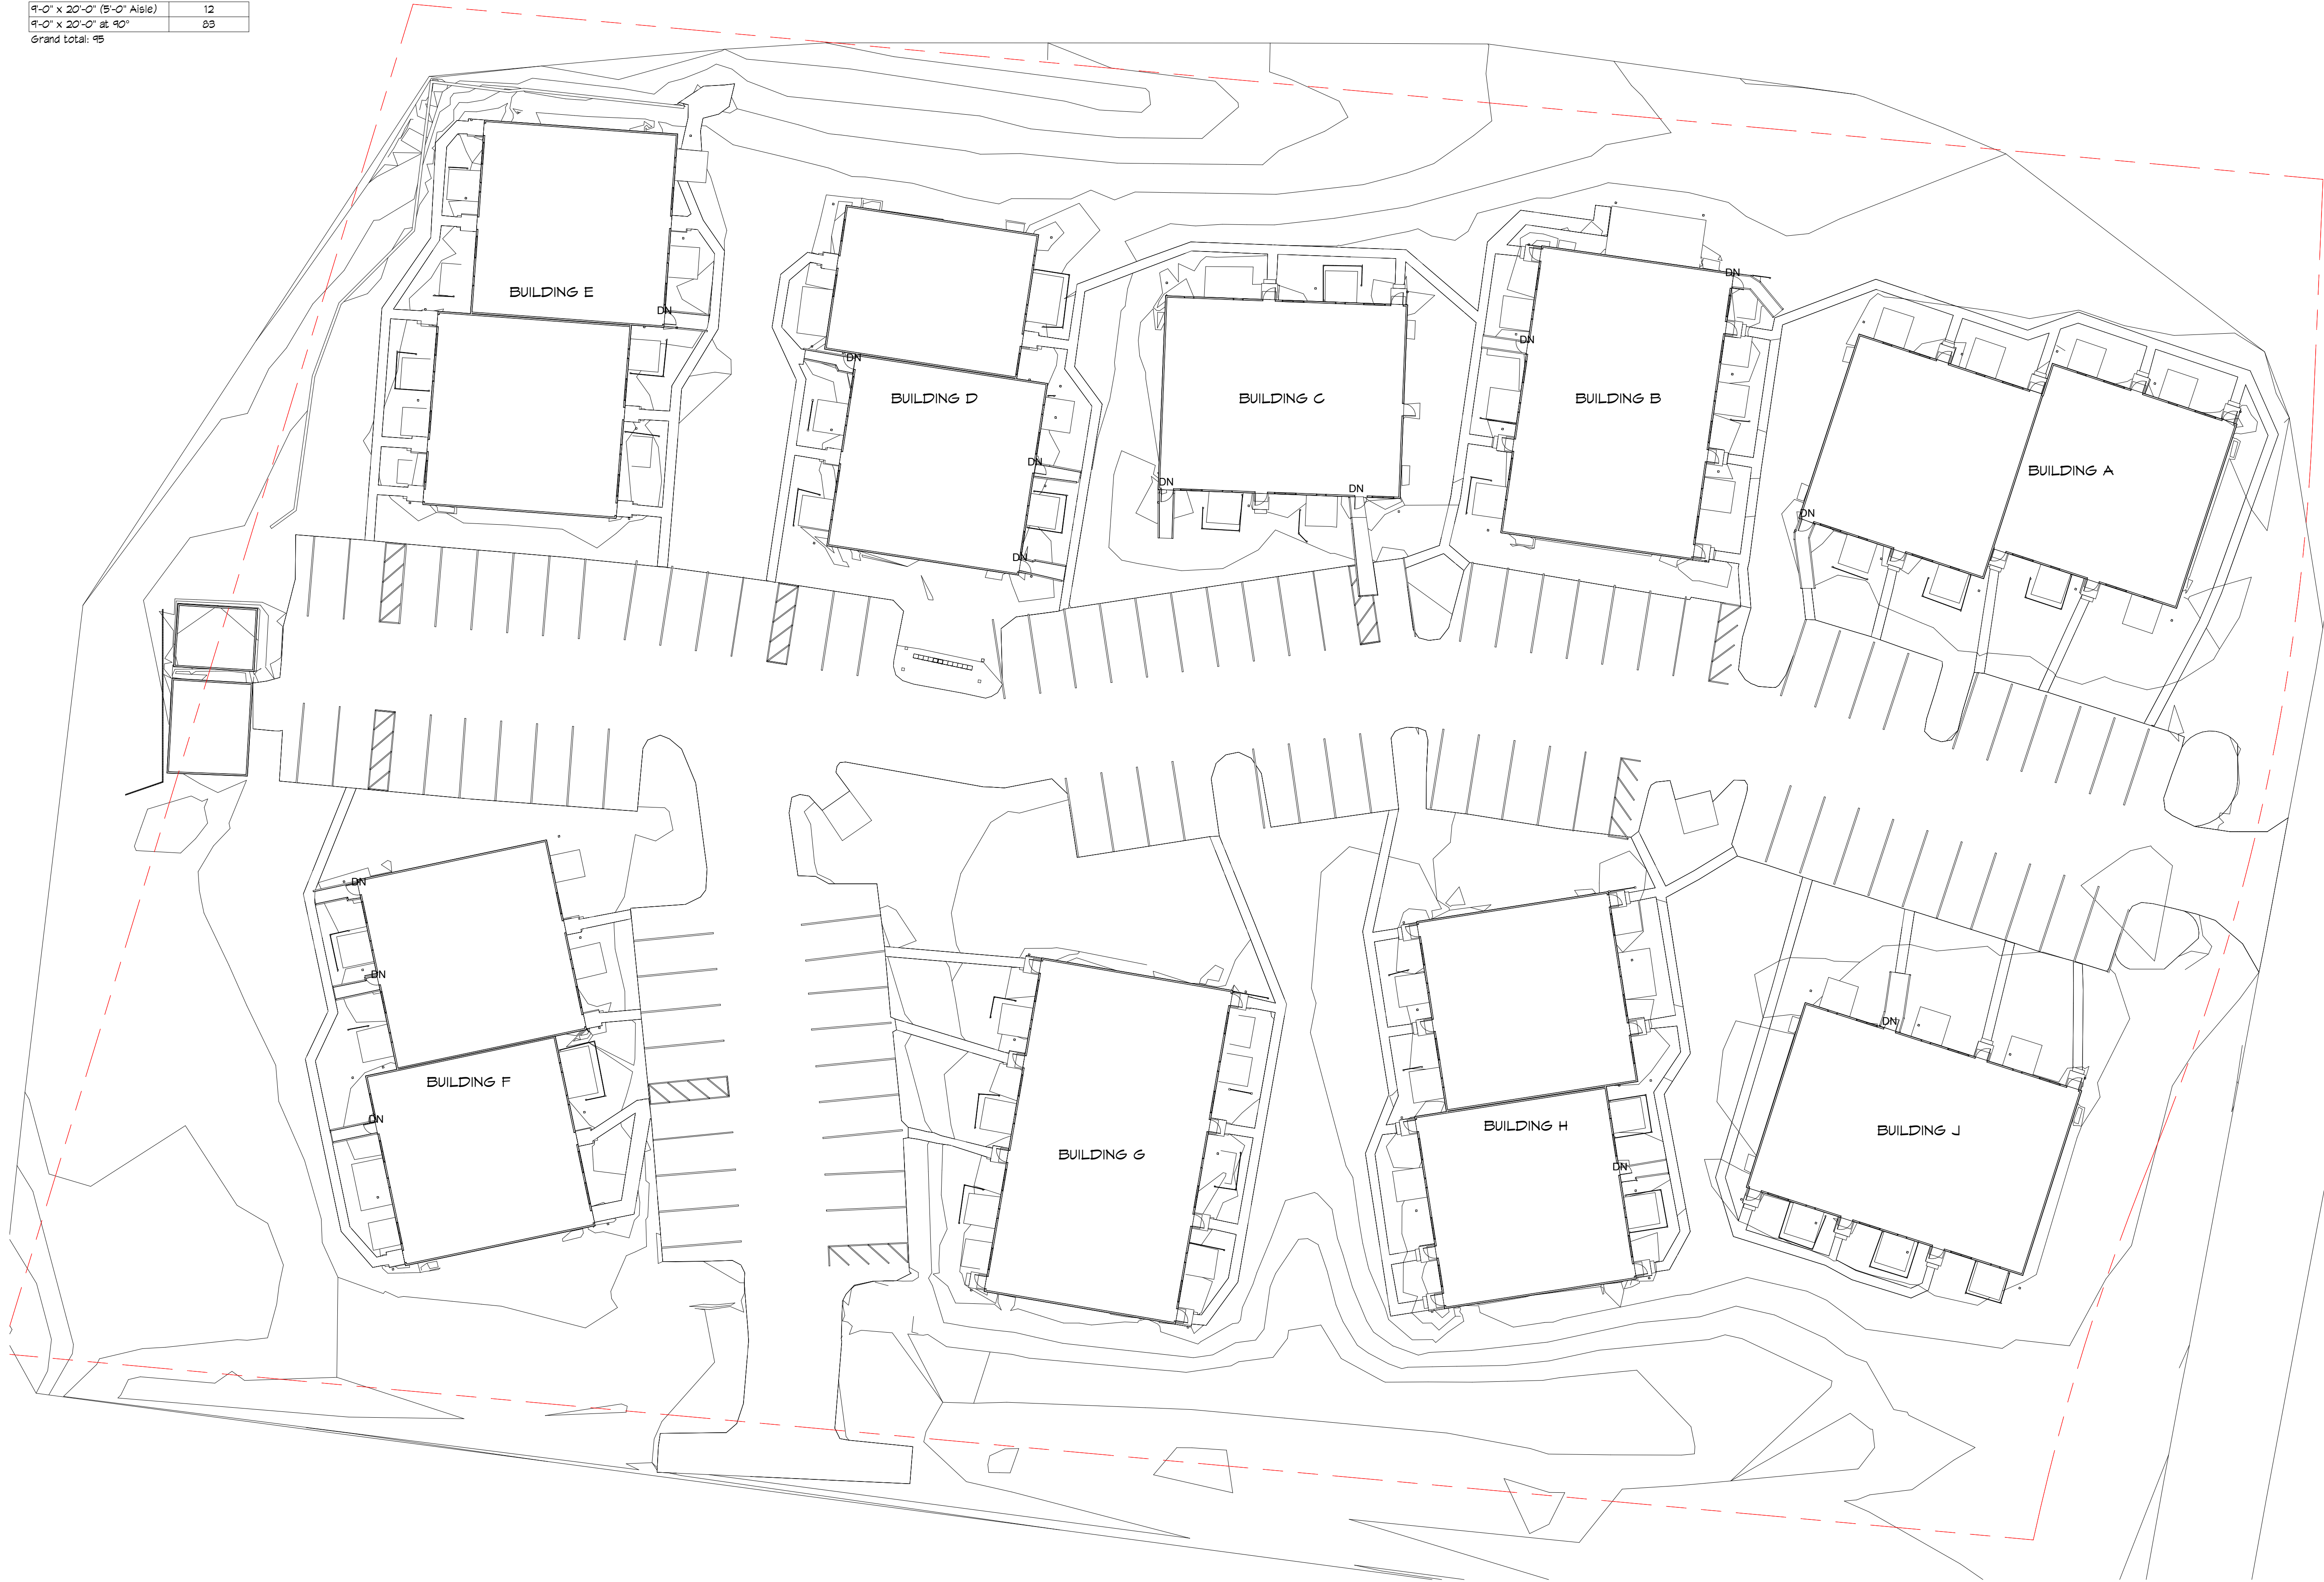 9'-0" x 20'-0" (5'-0" Aisle) 12
9'-0" x 20'-0" at 90° 83
Grand total: 95
DN
BUILDING E
DN
DN
DN
BUILDING D
BUILDING C
BUILDING B
DN
BUILDING A
DN
DN
DN
DN
DN
DN
DN
DN
BUILDING F
BUILDING H
DN
BUILDING J
DN
BUILDING G
DN